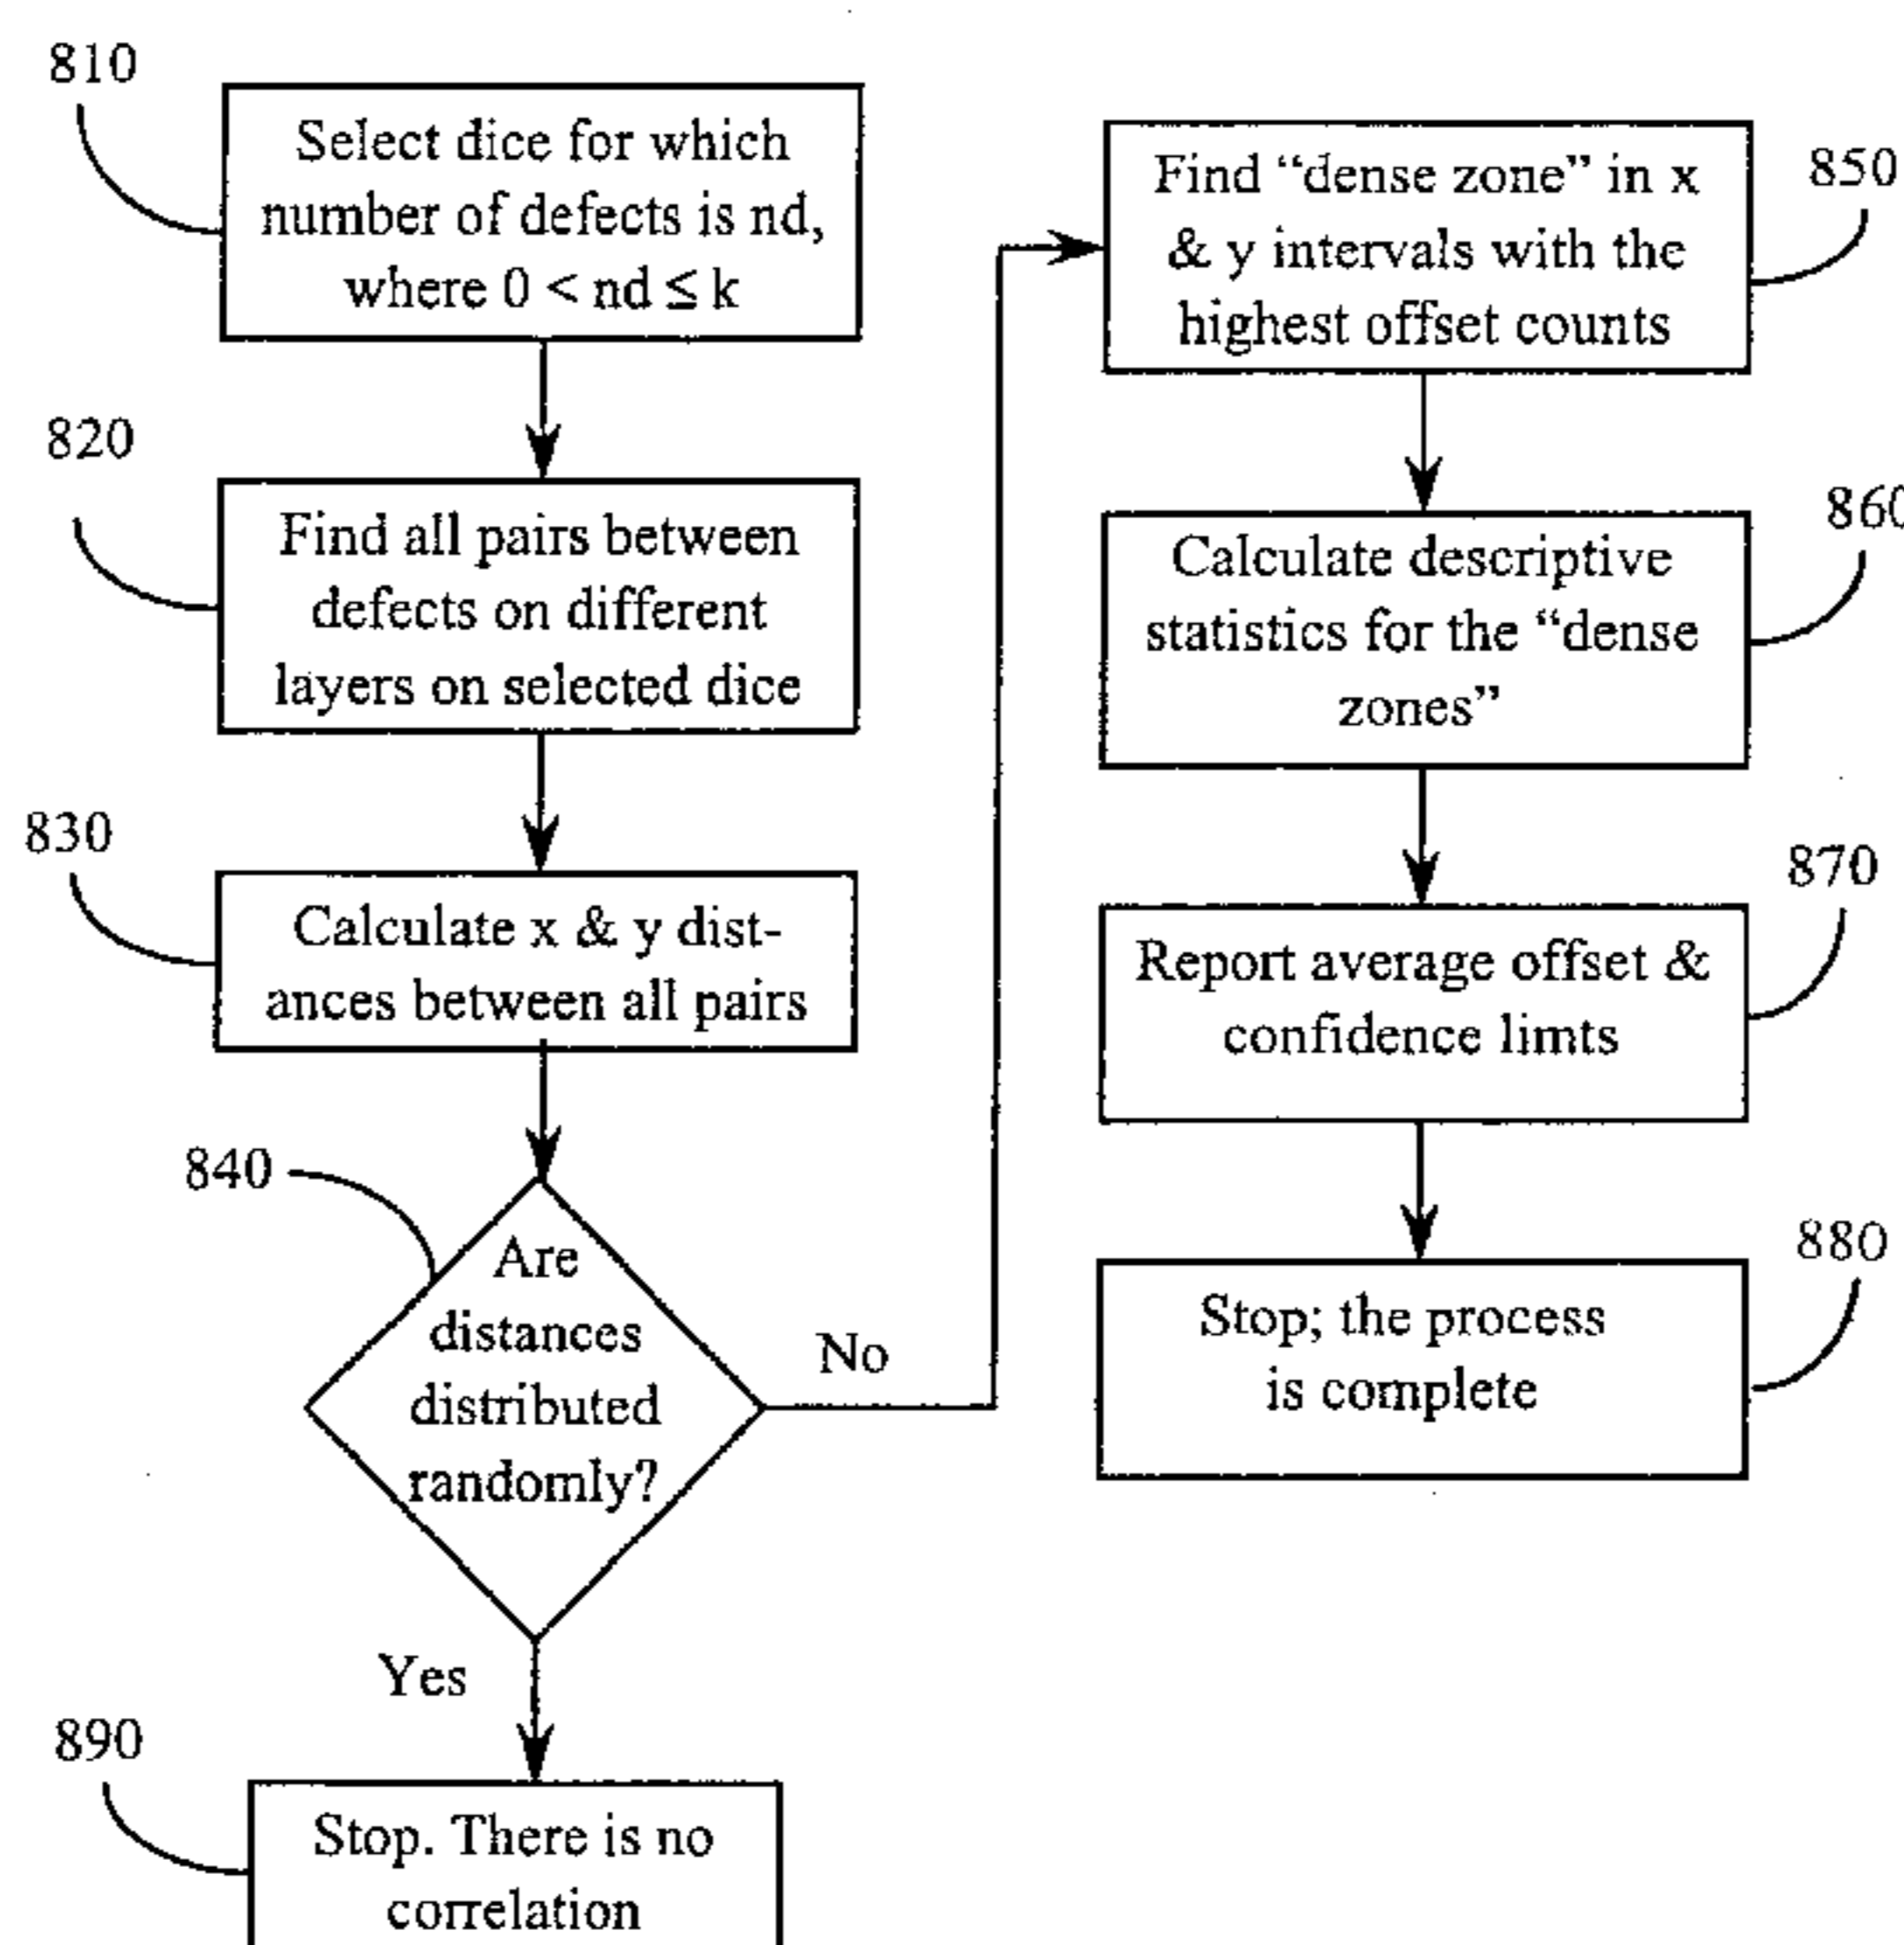 810
Select dice for which
number of defects is nd,
where 0 < nd ≤ k
820
Find all pairs between
defects on different
layers on selected dice
830
Calculate x & y dist-
ances between all pairs
840
Are
distances
distributed
randomly?
No
Yes
890
Stop. There is no
correlation
850
Find “dense zone” in x
& y intervals with the
highest offset counts
860
Calculate descriptive
statistics for the “dense
zones”
870
Report average offset &
confidence limts
880
Stop; the process
is complete